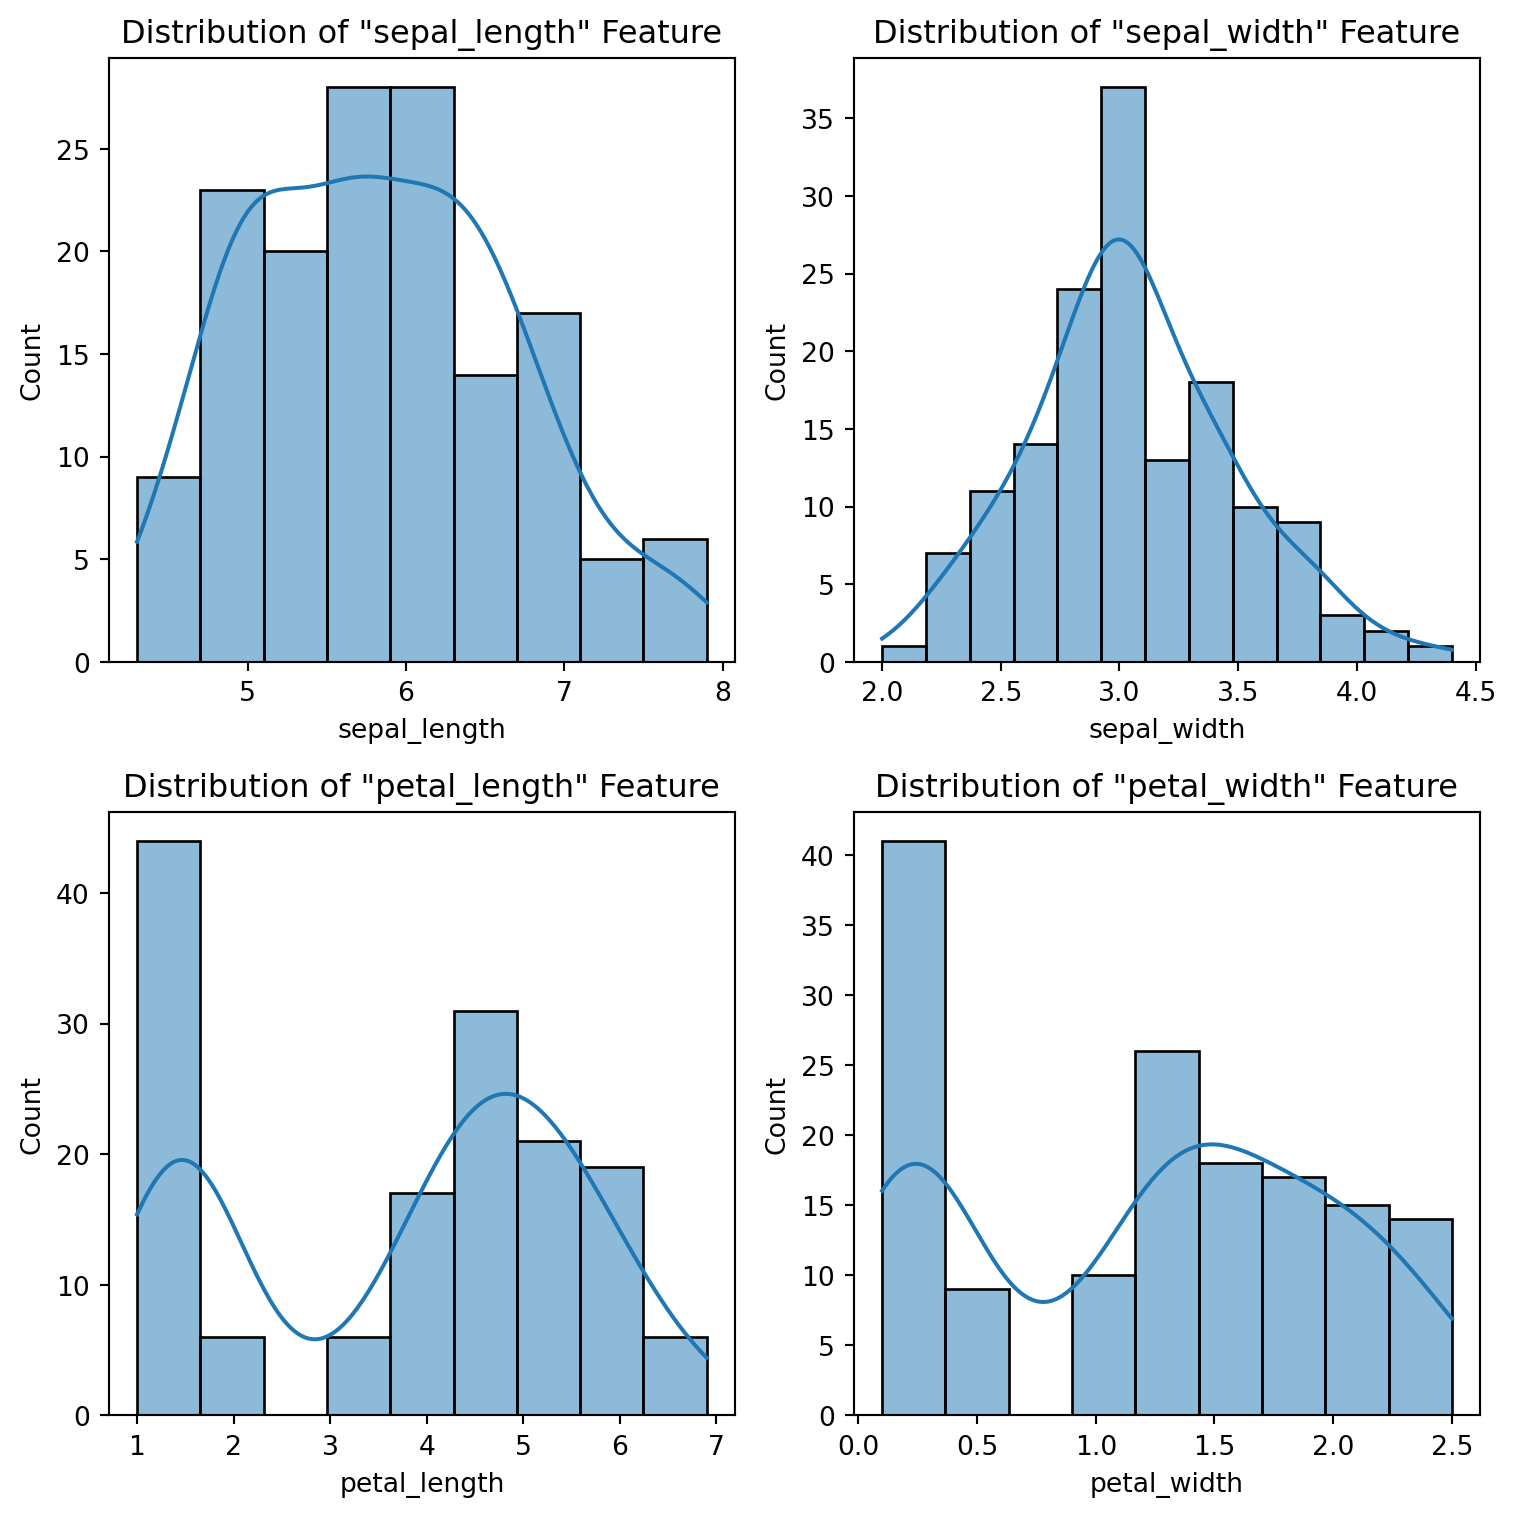 Distribution of "sepal_length" Feature
Count
25
20
15
10
5
0
5 6 7 8
sepal_length
Distribution of "sepal_width" Feature
Count
35
30
25
20
15
10
5
0
2.0 2.5 3.0 3.5 4.0 4.5
sepal_width
Distribution of "petal_length" Feature
Count
40
30
20
10
0
1 2 3 4 5 6 7
petal_length
Distribution of "petal_width" Feature
Count
40
35
30
25
20
15
10
5
0
0.0 0.5 1.0 1.5 2.0 2.5
petal_width